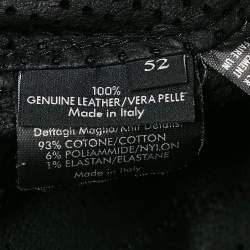 52
100%
GENUINE LEATHER/VERA PELLE
Made in Italy
Dettagli Maglia/Knit Details:
93% COTONE/COTTON
6% POLIAMMIDE/NYLON
1% ELASTAN/ELASTANE
Made in Italy